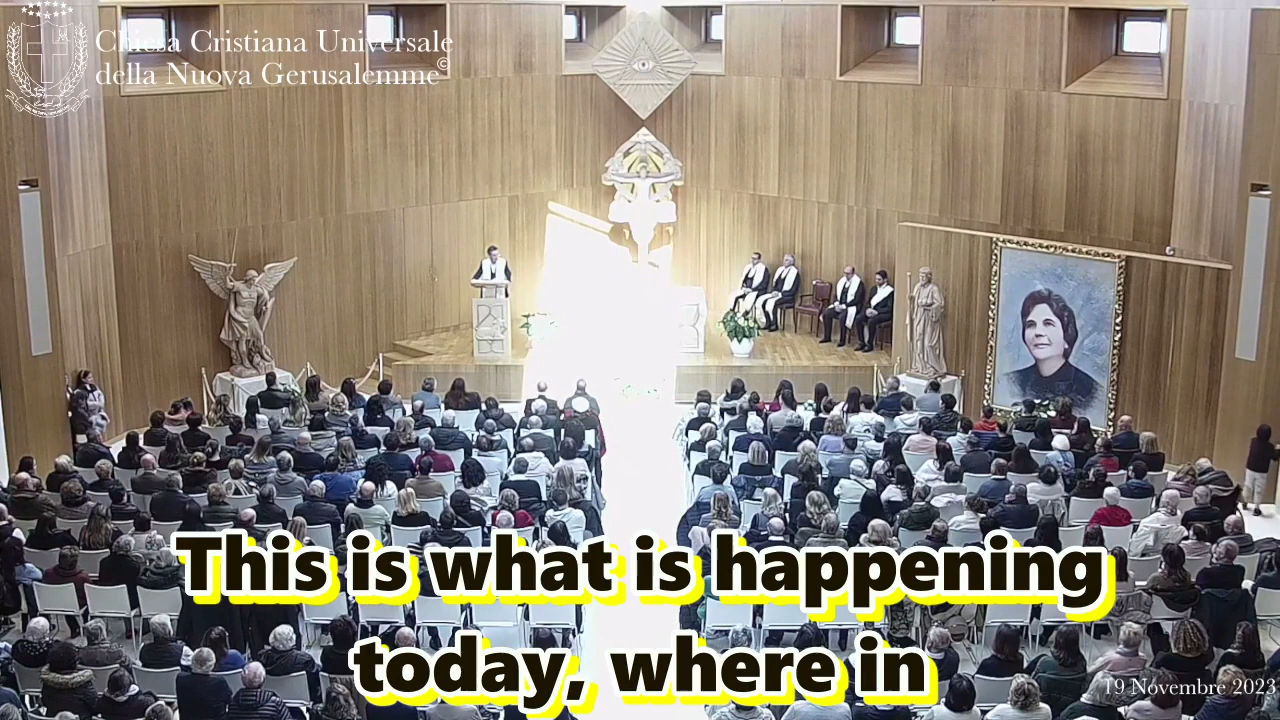 Chiesa Cristiana Universale
della Nuova Gerusalemme©
This is what is happening
today, where in
19 Novembre 2023